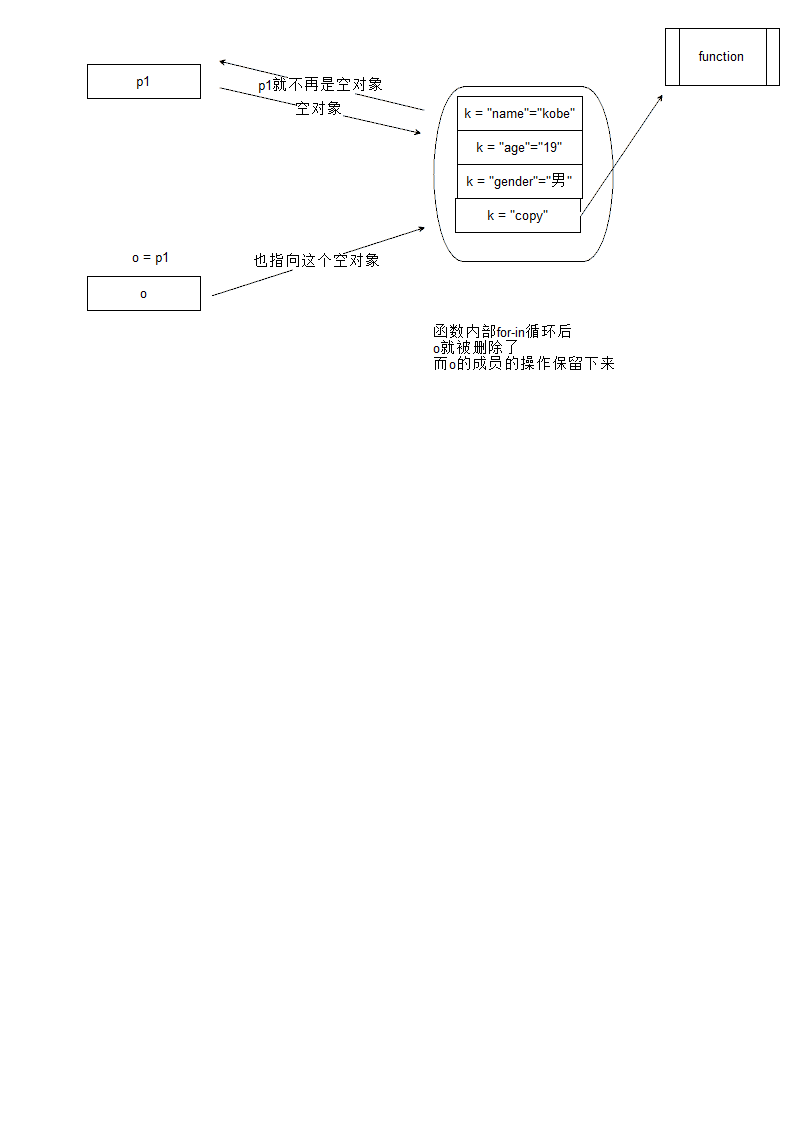 function
p1
p1就不再是空对象
空对象
k = "name"="kobe"
k = "age"="19"
k = "gender"="男"
k = "copy"
o = p1
也指向这个空对象
o
函数内部for-in循环后
o就被删除了
而o的成员的操作保留下来